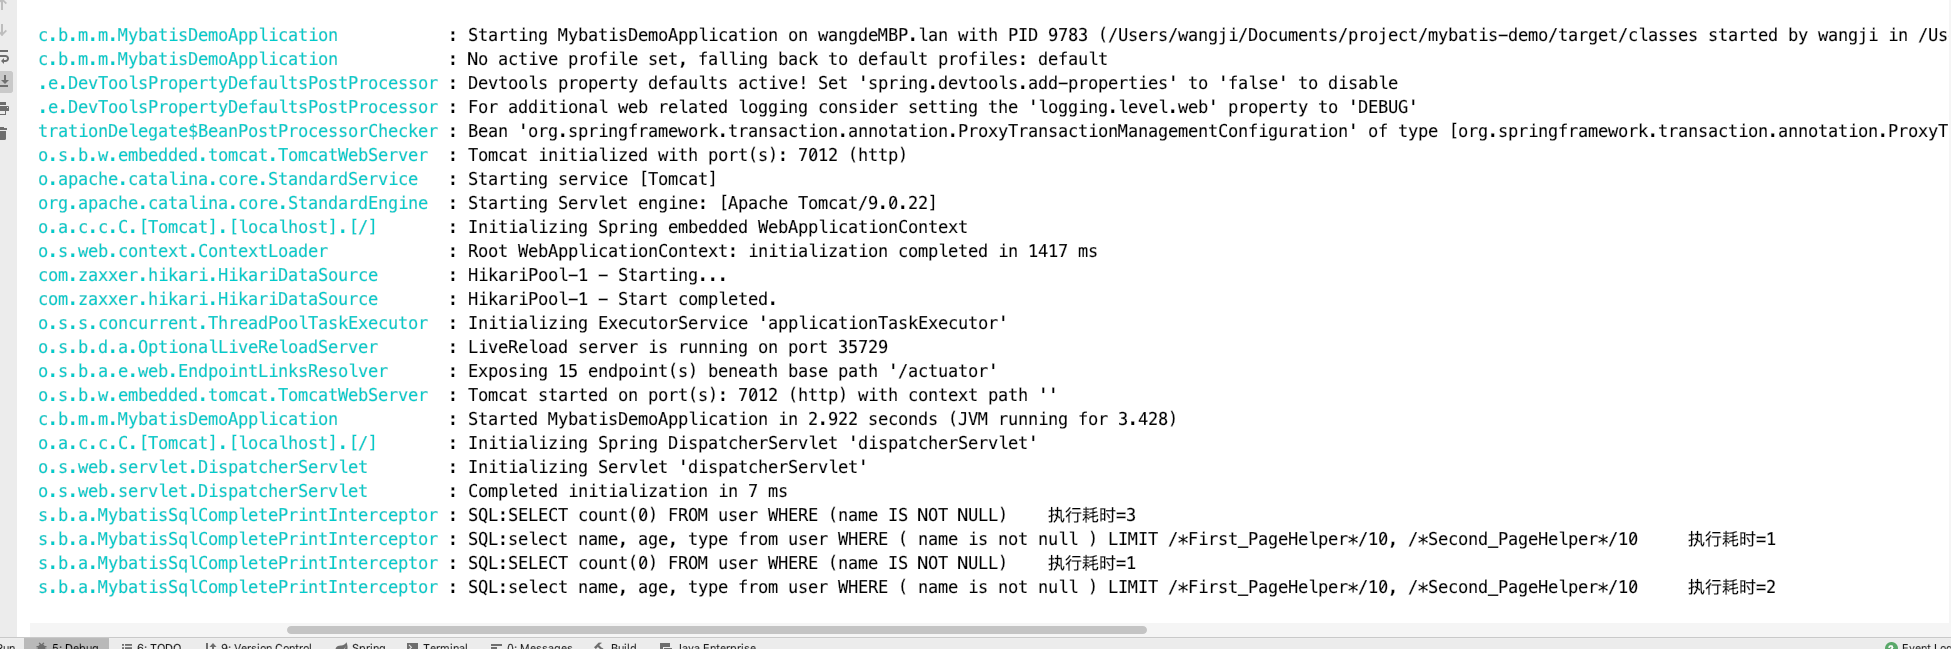 c.b.m.m.MybatisDemoApplication : Starting MybatisDemoApplication on wangdeMBP.lan with PID 9783 (/Users/wangji/Documents/project/mybatis-demo/target/classes started by wangji in /Us
c.b.m.m.MybatisDemoApplication : No active profile set, falling back to default profiles: default
.e.DevToolsPropertyDefaultsPostProcessor : Devtools property defaults active! Set 'spring.devtools.add-properties' to 'false' to disable
.e.DevToolsPropertyDefaultsPostProcessor : For additional web related logging consider setting the 'logging.level.web' property to 'DEBUG'
trationDelegate$BeanPostProcessorChecker : Bean 'org.springframework.transaction.annotation.ProxyTransactionManagementConfiguration' of type [org.springframework.transaction.annotation.ProxyT
o.s.b.w.embedded.tomcat.TomcatWebServer : Tomcat initialized with port(s): 7012 (http)
o.apache.catalina.core.StandardService : Starting service [Tomcat]
org.apache.catalina.core.StandardEngine : Starting Servlet engine: [Apache Tomcat/9.0.22]
o.a.c.c.C.[Tomcat].[localhost].[/] : Initializing Spring embedded WebApplicationContext
o.s.web.context.ContextLoader : Root WebApplicationContext: initialization completed in 1417 ms
com.zaxxer.hikari.HikariDataSource : HikariPool-1 - Starting...
com.zaxxer.hikari.HikariDataSource : HikariPool-1 - Start completed.
o.s.s.concurrent.ThreadPoolTaskExecutor : Initializing ExecutorService 'applicationTaskExecutor'
o.s.b.d.a.OptionalLiveReloadServer : LiveReload server is running on port 35729
o.s.b.a.e.web.EndpointLinksResolver : Exposing 15 endpoint(s) beneath base path '/actuator'
o.s.b.w.embedded.tomcat.TomcatWebServer : Tomcat started on port(s): 7012 (http) with context path ''
c.b.m.m.MybatisDemoApplication : Started MybatisDemoApplication in 2.922 seconds (JVM running for 3.428)
o.a.c.c.C.[Tomcat].[localhost].[/] : Initializing Spring DispatcherServlet 'dispatcherServlet'
o.s.web.servlet.DispatcherServlet : Initializing Servlet 'dispatcherServlet'
o.s.web.servlet.DispatcherServlet : Completed initialization in 7 ms
s.b.a.MybatisSqlCompletePrintInterceptor : SQL:SELECT count(0) FROM user WHERE (name IS NOT NULL) 执行耗时=3
s.b.a.MybatisSqlCompletePrintInterceptor : SQL:select name, age, type from user WHERE ( name is not null ) LIMIT /*First_PageHelper*/10, /*Second_PageHelper*/10 执行耗时=1
s.b.a.MybatisSqlCompletePrintInterceptor : SQL:SELECT count(0) FROM user WHERE (name IS NOT NULL) 执行耗时=1
s.b.a.MybatisSqlCompletePrintInterceptor : SQL:select name, age, type from user WHERE ( name is not null ) LIMIT /*First_PageHelper*/10, /*Second_PageHelper*/10 执行耗时=2
5: Debug 6: TODO 9: Version Control Spring Terminal 0: Messages Build Java Enterprise Event Log